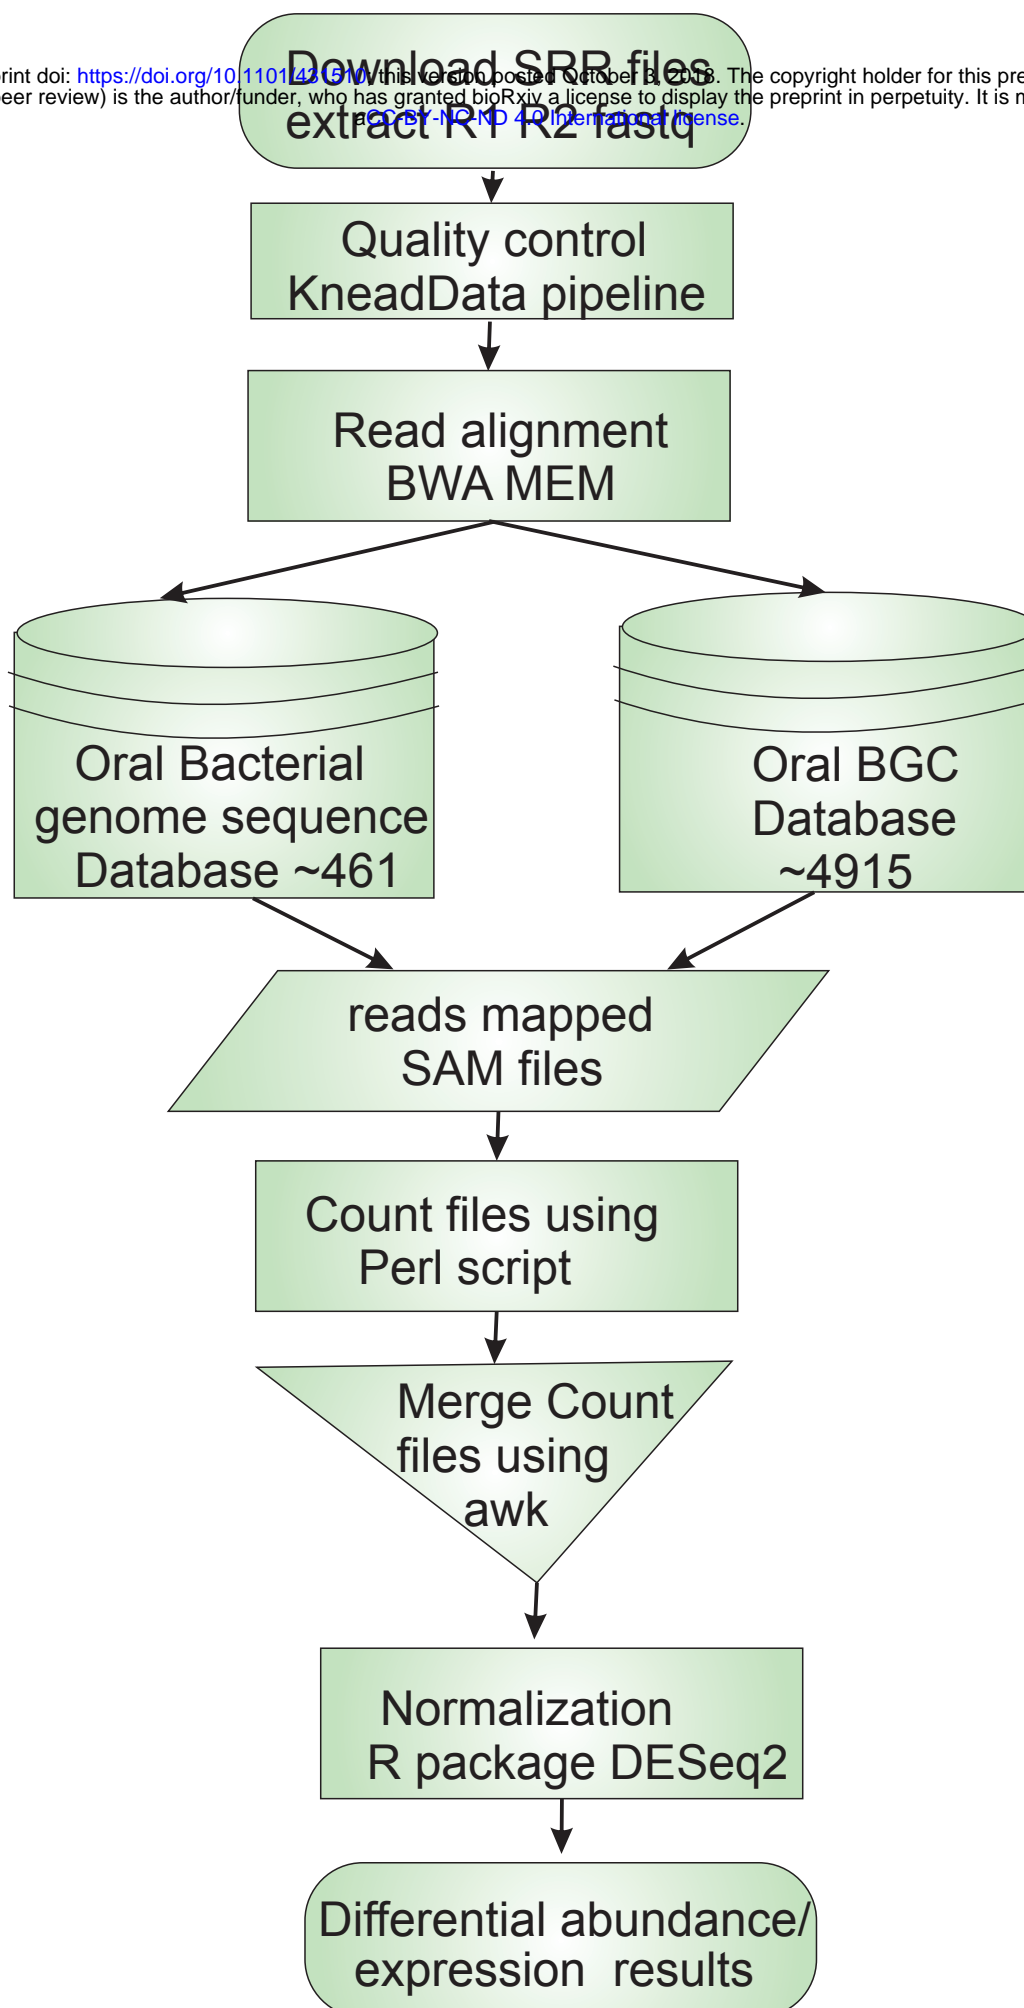 Download SRR files
rint doi: https://doi.org/10.1101/431510; this version posted October 3, 2018. The copyright holder for this pre
eer review) is the author/funder, who has granted bioRxiv a license to display the preprint in perpetuity. It is m
extract R1 R2 fastq
aCC-BY-NC-ND 4.0 International license.
Quality control
KneadData pipeline
Read alignment
BWA MEM
Oral Bacterial
genome sequence
Database ~461
Oral BGC
Database
~4915
reads mapped
SAM files
Count files using
Perl script
Merge Count
files using
awk
Normalization
R package DESeq2
Differential abundance/
expression results